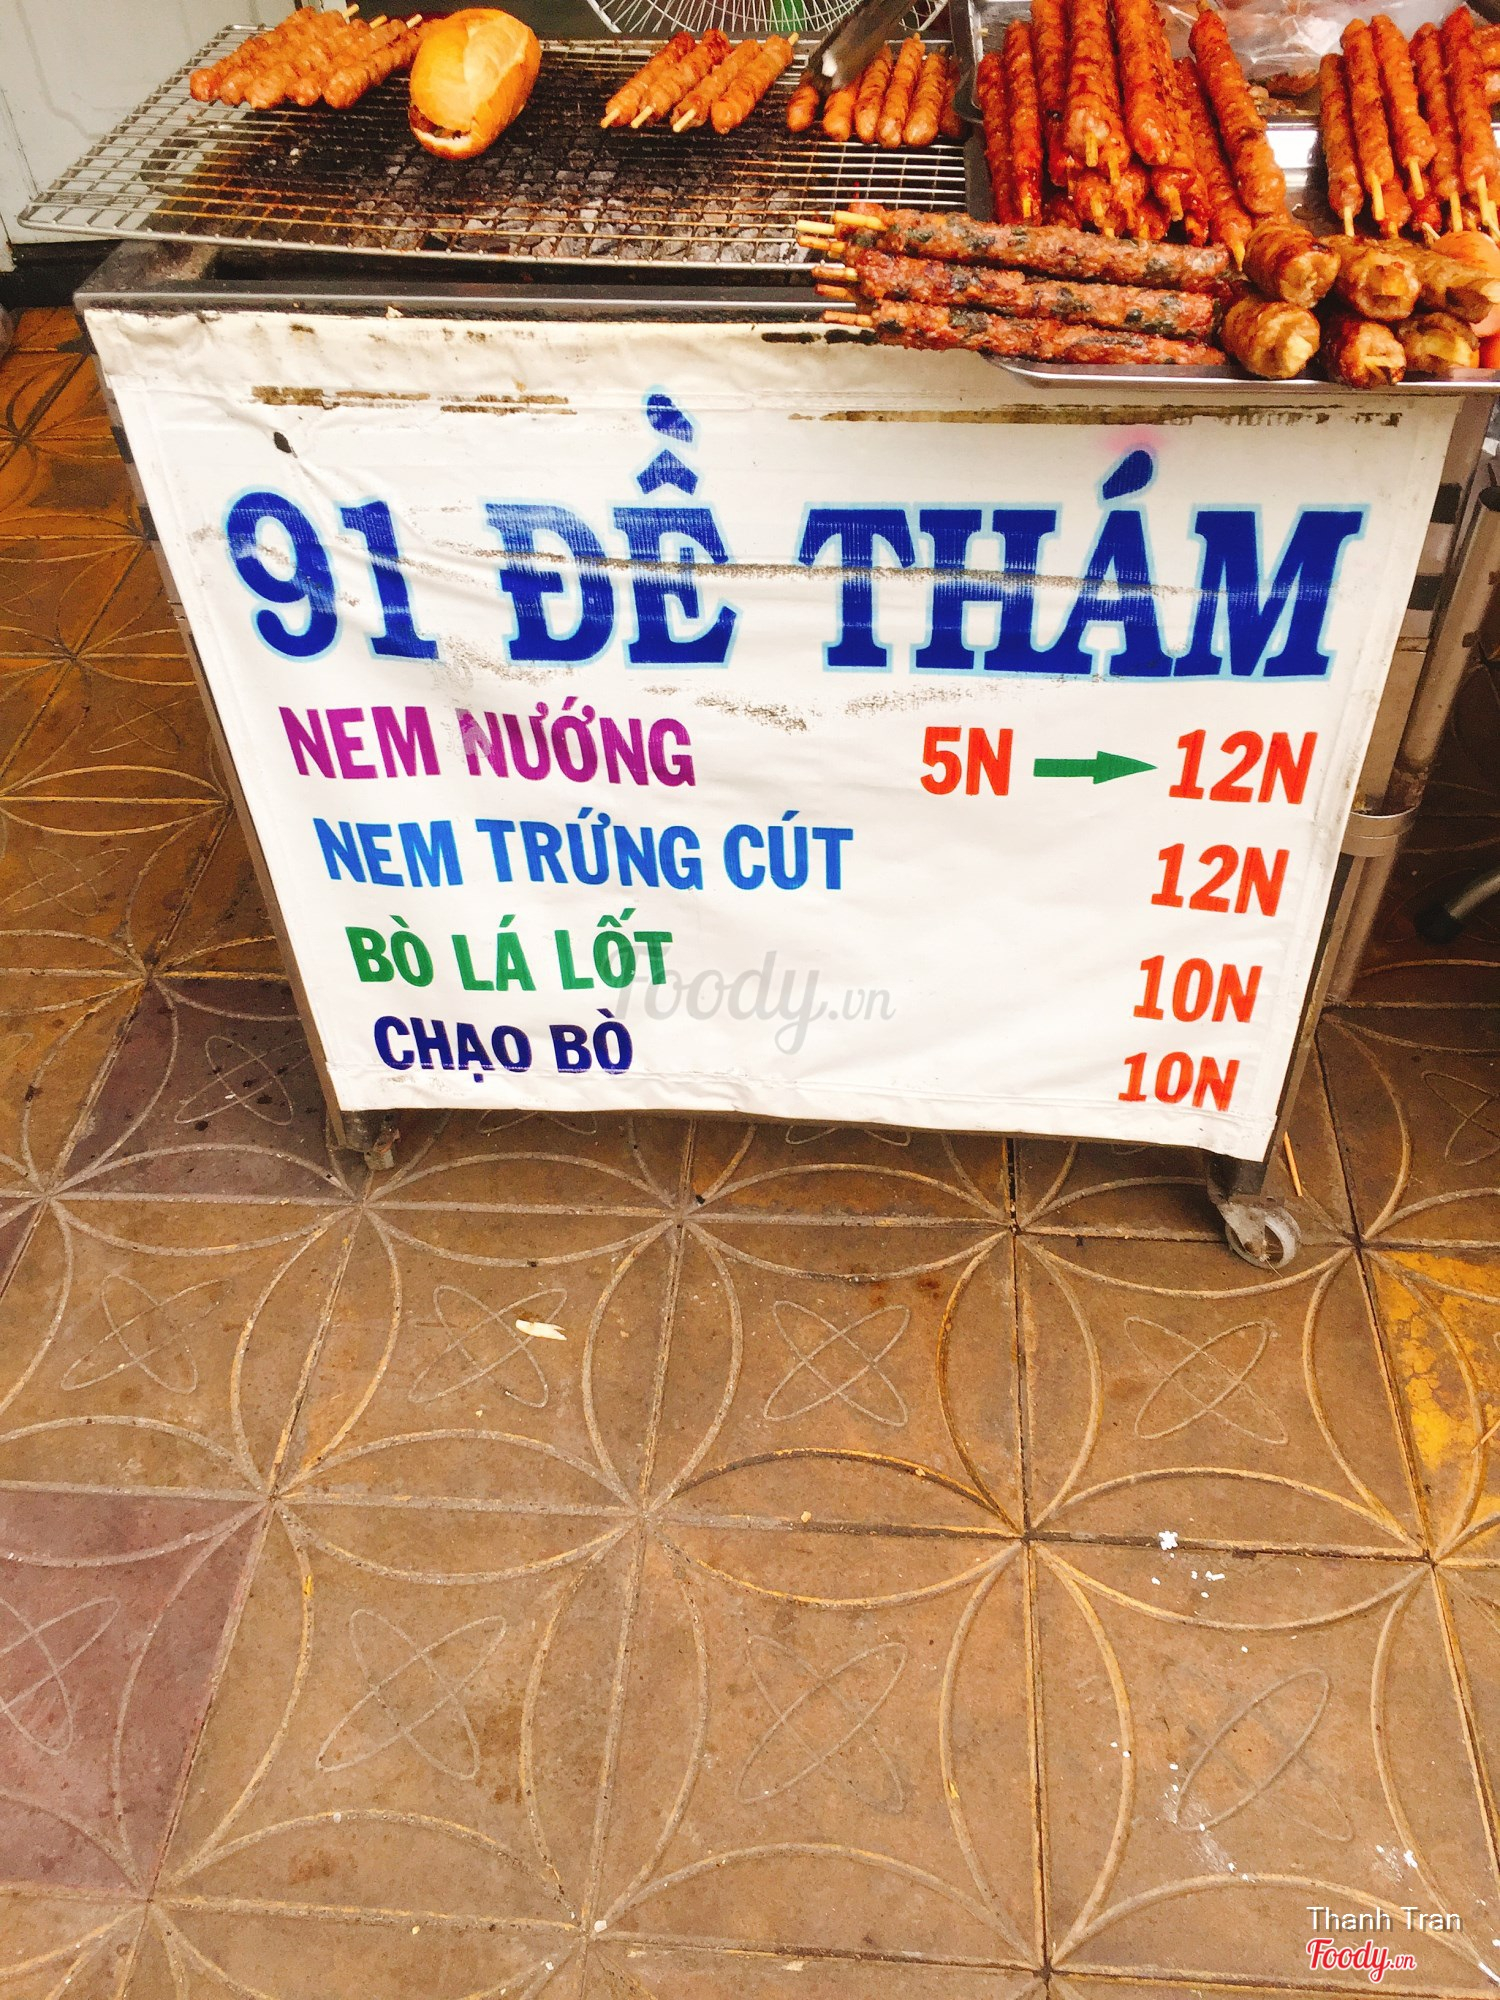 91 ĐỀ THÁM
NEM NƯỚNG 5N → 12N
NEM TRỨNG CÚT 12N
BÒ LÁ LỐT 10N
CHẠO BÒ 10N
Foody.vn
Thanh Tran
Foody.vn